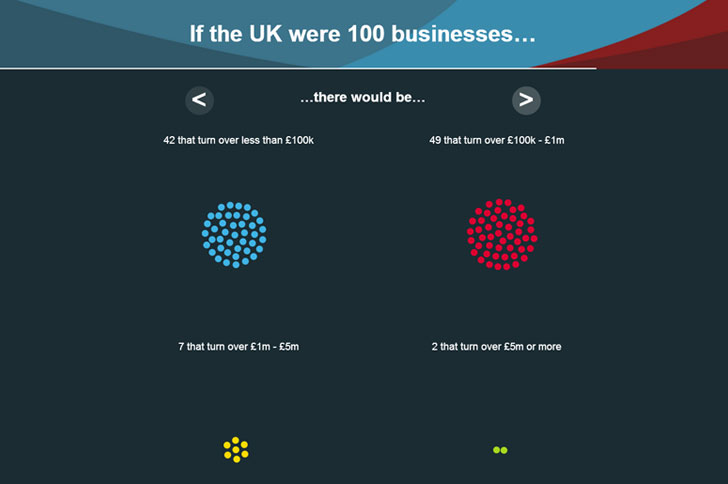 If the UK were 100 businesses…
<
…there would be…
>
42 that turn over less than £100k
49 that turn over £100k - £1m
7 that turn over £1m - £5m
2 that turn over £5m or more